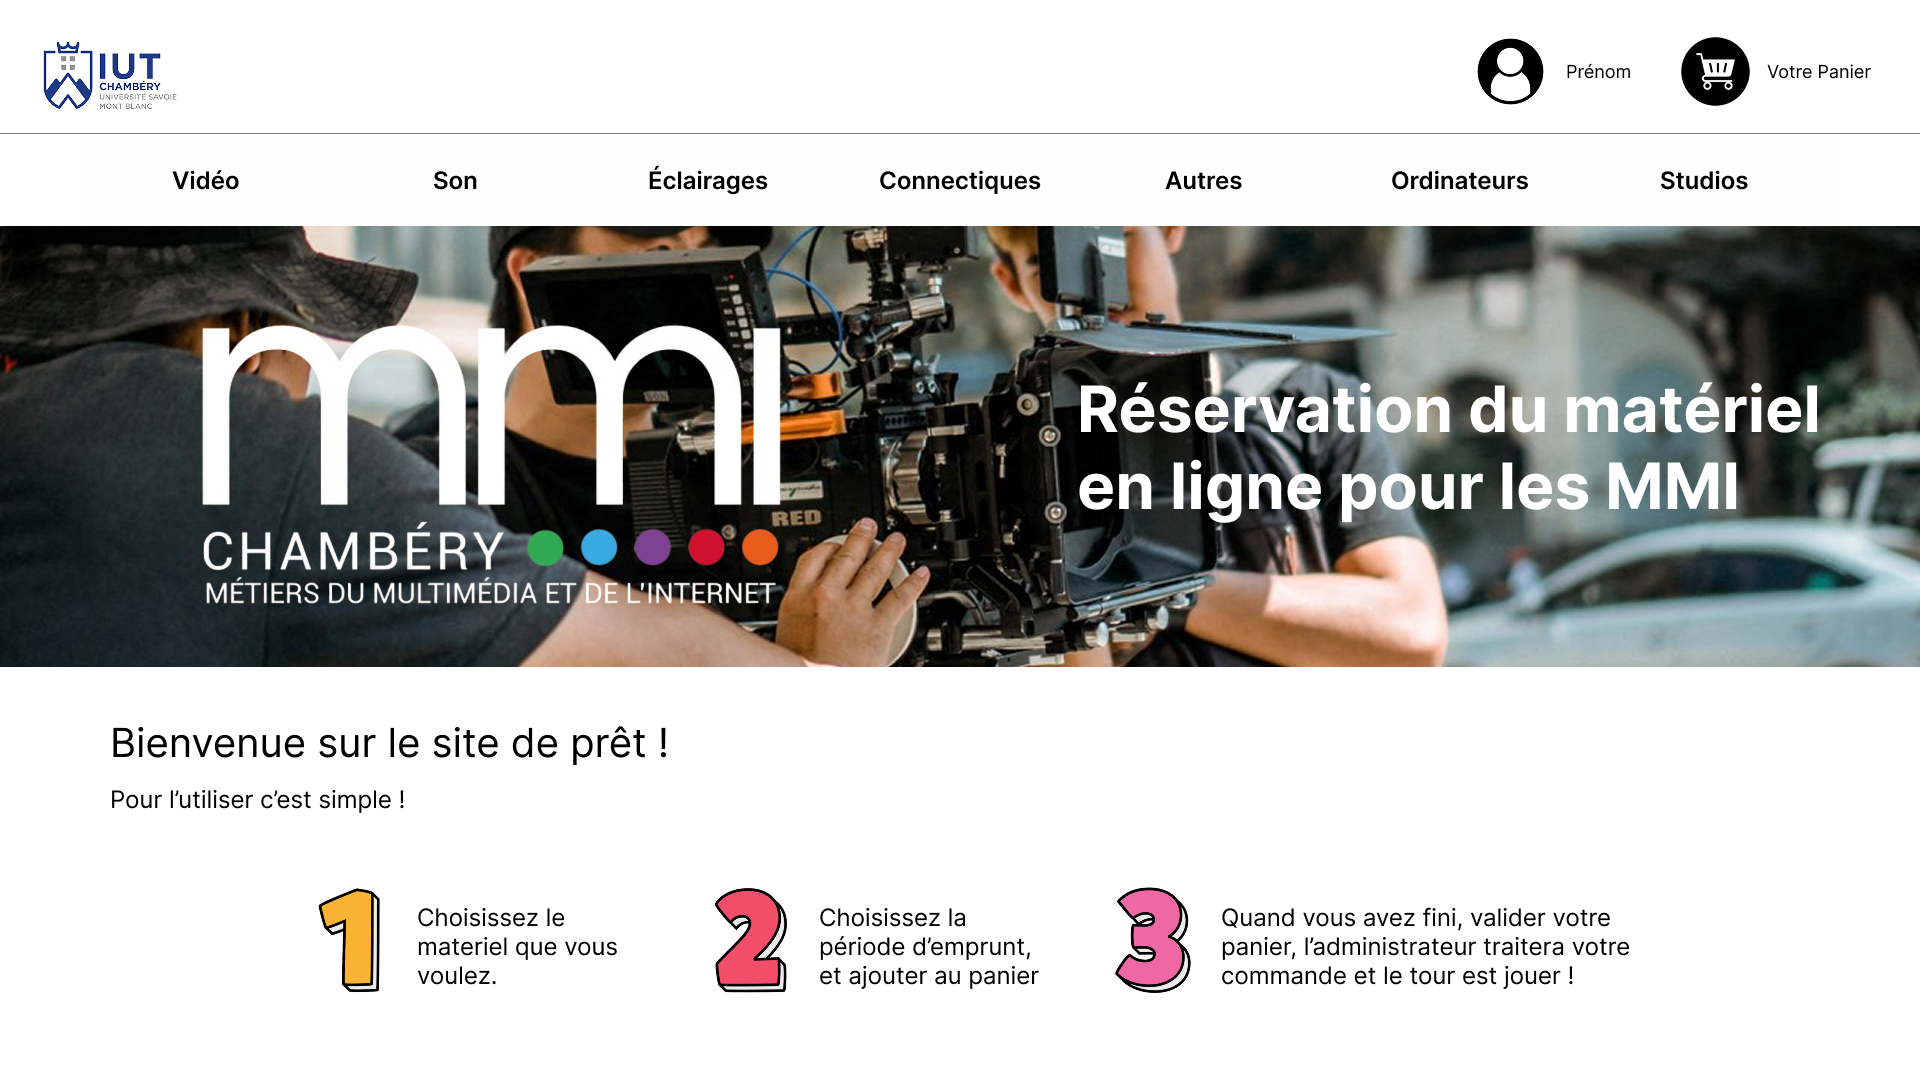 IUT
CHAMBÉRY
UNIVERSITÉ SAVOIE
MONT BLANC
Prénom
Votre Panier
Vidéo
Son
Éclairages
Connectiques
Autres
Ordinateurs
Studios
mmi
CHAMBÉRY
MÉTIERS DU MULTIMÉDIA ET DE L'INTERNET
RED
Réservation du matériel
en ligne pour les MMI
Bienvenue sur le site de prêt !
Pour l’utiliser c’est simple !
1
Choisissez le
materiel que vous
voulez.
2
Choisissez la
période d’emprunt,
et ajouter au panier
3
Quand vous avez fini, valider votre
panier, l’administrateur traitera votre
commande et le tour est jouer !